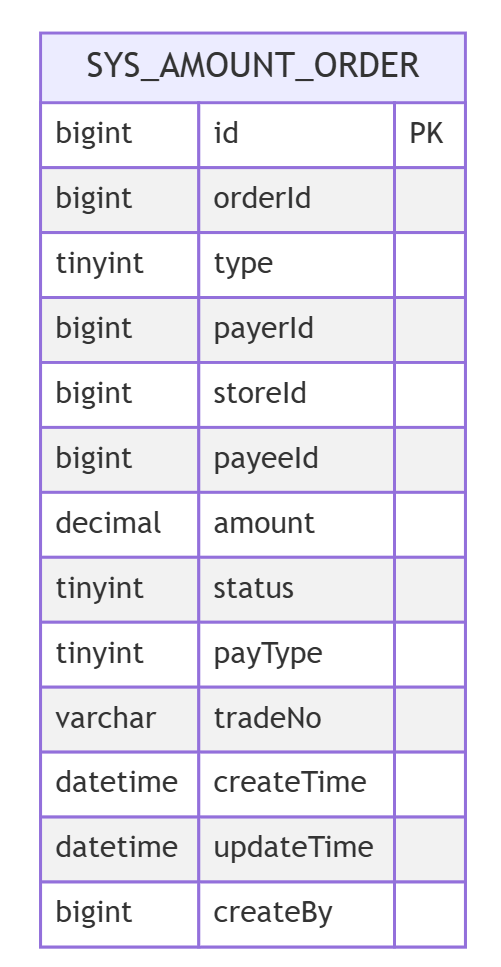 SYS_AMOUNT_ORDER
bigint id PK
bigint orderId
tinyint type
bigint payerId
bigint storeId
bigint payeeId
decimal amount
tinyint status
tinyint payType
varchar tradeNo
datetime createTime
datetime updateTime
bigint createBy